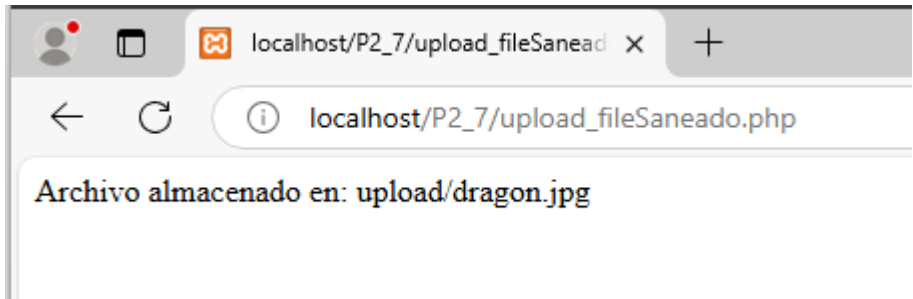 localhost/P2_7/upload_fileSanead
localhost/P2_7/upload_fileSaneado.php
Archivo almacenado en: upload/dragon.jpg